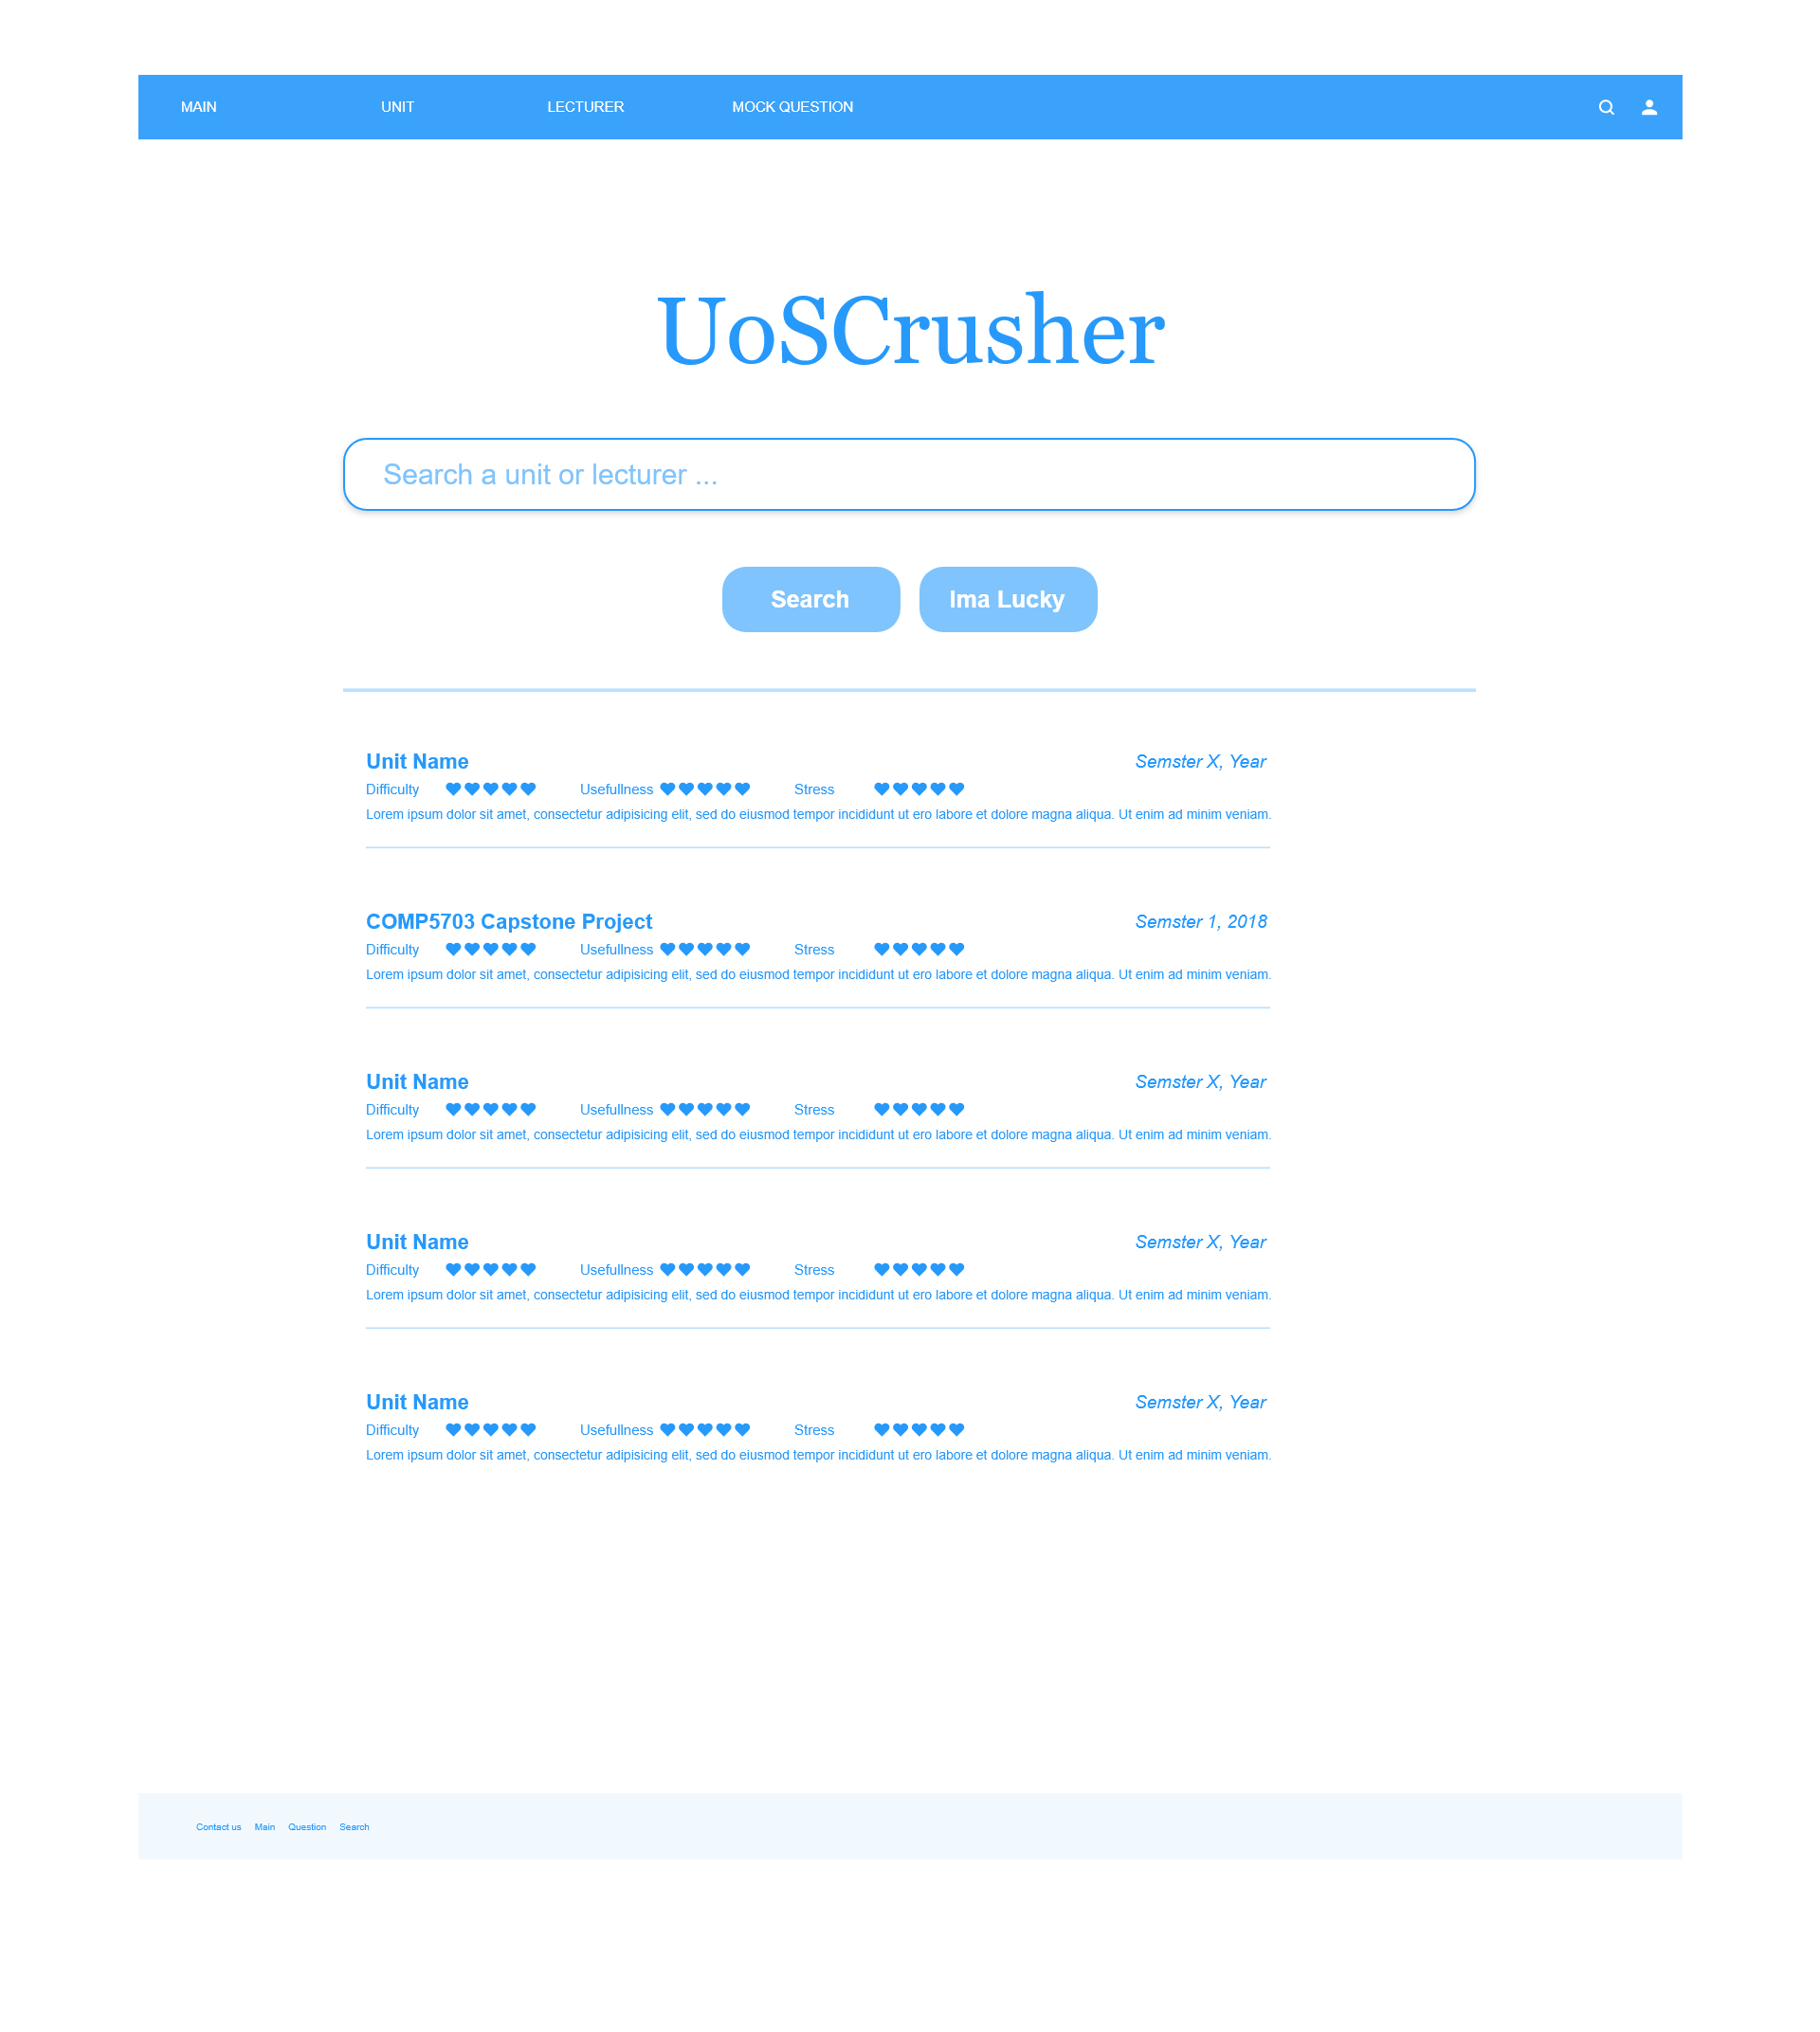 MAIN UNIT LECTURER MOCK QUESTION
UoSCrusher
Search a unit or lecturer ...
Search Ima Lucky
Unit Name Semster X, Year
Difficulty Usefullness Stress
Lorem ipsum dolor sit amet, consectetur adipisicing elit, sed do eiusmod tempor incididunt ut ero labore et dolore magna aliqua. Ut enim ad minim veniam.
COMP5703 Capstone Project Semster 1, 2018
Difficulty Usefullness Stress
Lorem ipsum dolor sit amet, consectetur adipisicing elit, sed do eiusmod tempor incididunt ut ero labore et dolore magna aliqua. Ut enim ad minim veniam.
Unit Name Semster X, Year
Difficulty Usefullness Stress
Lorem ipsum dolor sit amet, consectetur adipisicing elit, sed do eiusmod tempor incididunt ut ero labore et dolore magna aliqua. Ut enim ad minim veniam.
Unit Name Semster X, Year
Difficulty Usefullness Stress
Lorem ipsum dolor sit amet, consectetur adipisicing elit, sed do eiusmod tempor incididunt ut ero labore et dolore magna aliqua. Ut enim ad minim veniam.
Unit Name Semster X, Year
Difficulty Usefullness Stress
Lorem ipsum dolor sit amet, consectetur adipisicing elit, sed do eiusmod tempor incididunt ut ero labore et dolore magna aliqua. Ut enim ad minim veniam.
Contact us Main Question Search